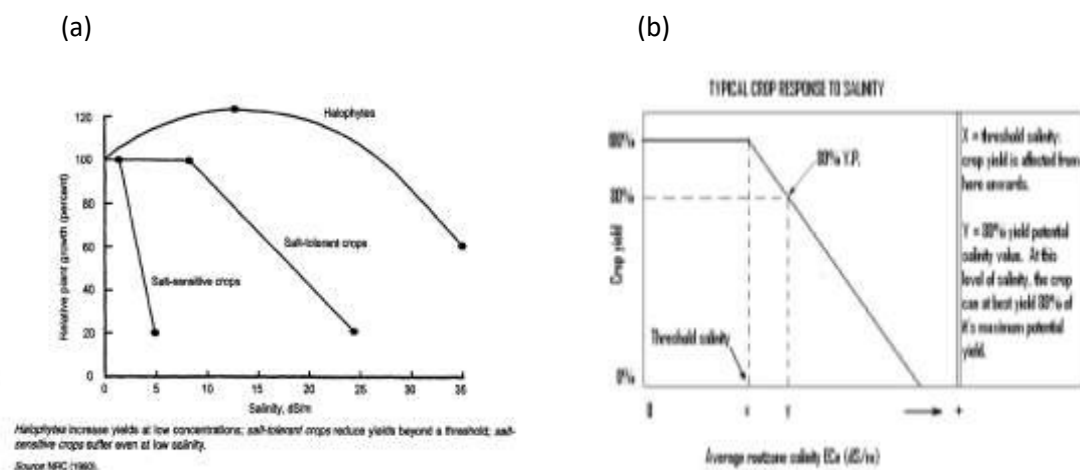 (a)
120
100
80
60
40
20
0
Relative plant growth (percent)
Halophytes
Salt-tolerant crops
Salt-sensitive crops
0 5 10 15 20 25 30 35
Salinity, dS/m
Halophytes increase yields at low concentrations; salt-tolerant crops reduce yields beyond a threshold; salt-
sensitive crops suffer even at low salinity.
Source NRC (1990).
(b)
TYPICAL CROP RESPONSE TO SALINITY
100%
80%
0%
Crop yield
80% Y.P.
Threshold salinity
0 x y +
Average rootzone salinity ECe (dS/m)
X = threshold salinity:
crop yield is affected from
here onwards.
Y = 80% yield potential
salinity value. At this
level of salinity, the crop
can at best yield 80% of
it's maximum potential
yield.